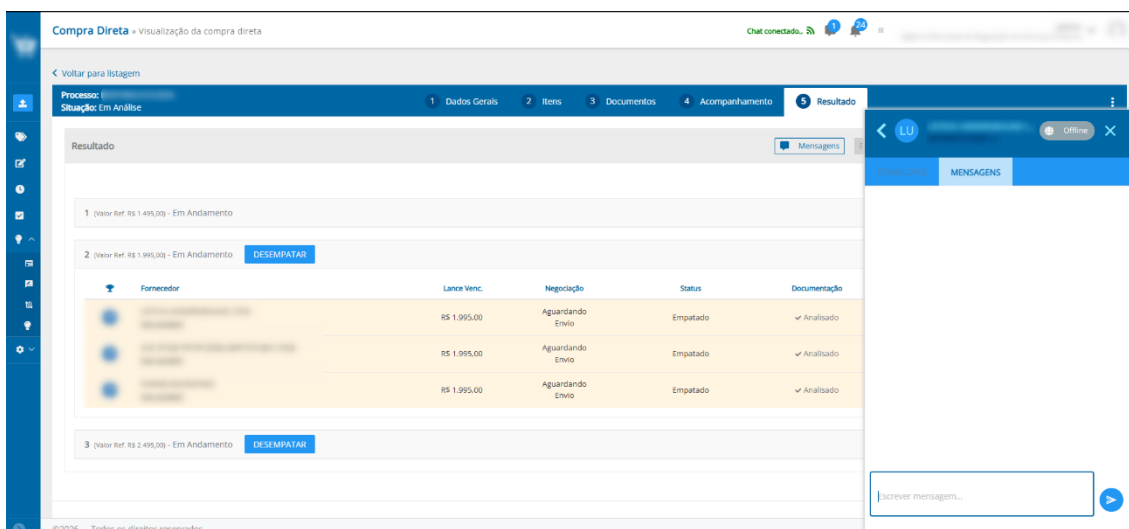 Compra Direta » Visualização da compra direta
Chat conectado.. 1 24
Voltar para listagem
Processo:
Situação: Em Análise
1 Dados Gerais 2 Itens 3 Documentos 4 Acompanhamento 5 Resultado
LU Offline
Resultado
Mensagens
MENSAGENS
1 (Valor Ref. R$ 1.495,00) - Em Andamento
2 (Valor Ref. R$ 1.995,00) - Em Andamento DESEMPATAR
Fornecedor Lance Venc. Negociação Status Documentação
R$ 1.995,00 Aguardando Envio Empatado Analisado
R$ 1.995,00 Aguardando Envio Empatado Analisado
R$ 1.995,00 Aguardando Envio Empatado Analisado
3 (Valor Ref. R$ 2.495,00) - Em Andamento DESEMPATAR
Escrever mensagem...
©2026 Todos os direitos reservados